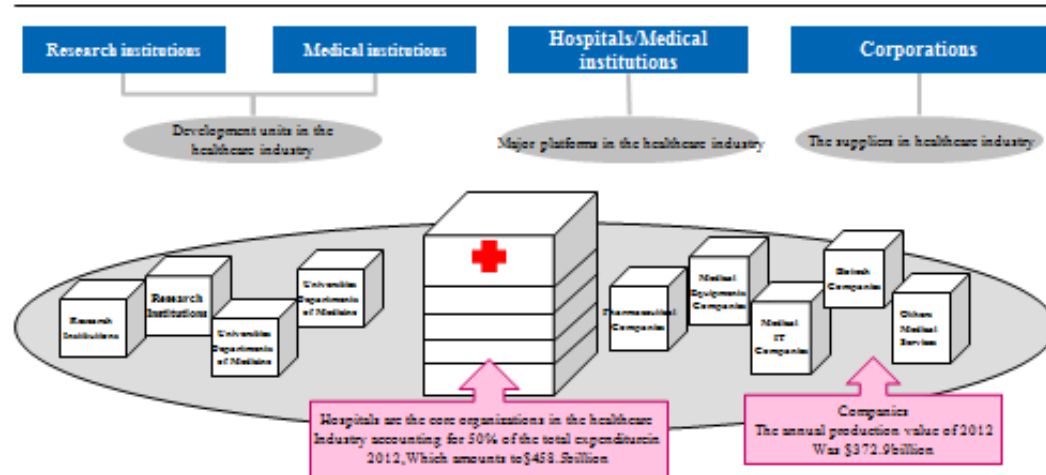 Research institutions
Medical institutions
Hospitals/Medical
institutions
Corporations
Development units in the
healthcare industry
Major platforms in the healthcare industry
The suppliers in healthcare industry
Research
Institutions
Research
Institutions
Universities
Departments
of Medicine
Universities
Departments
of Medicine
Pharmaceutical
Companies
Medical
Equipments
Companies
Medical
IT
Companies
Biotech
Companies
Others
Medical
Services
Hospitals are the core organizations in the healthcare
Industry accounting for 50% of the total expenditurein
2012,Which amounts to$458.5billion
Companies
The annual production value of 2012
Was $372.9billion